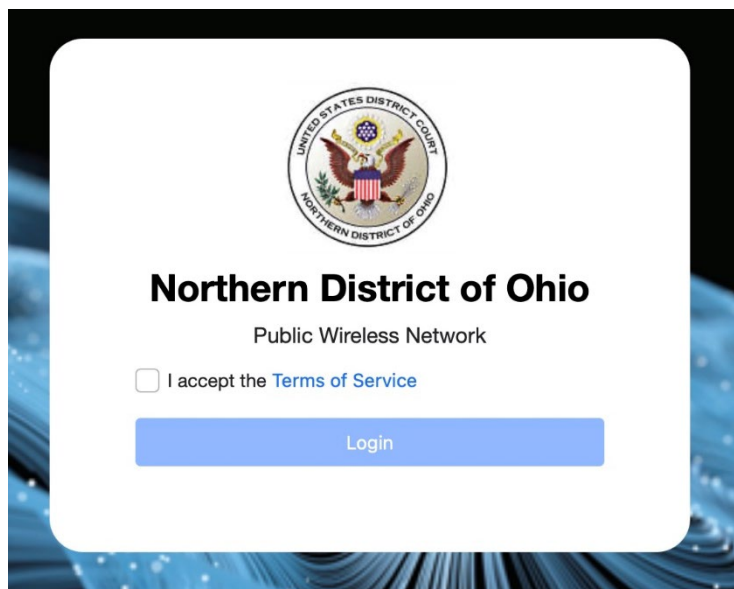 UNITED STATES DISTRICT COURT
NORTHERN DISTRICT OF OHIO
Northern District of Ohio
Public Wireless Network
I accept the Terms of Service
Login